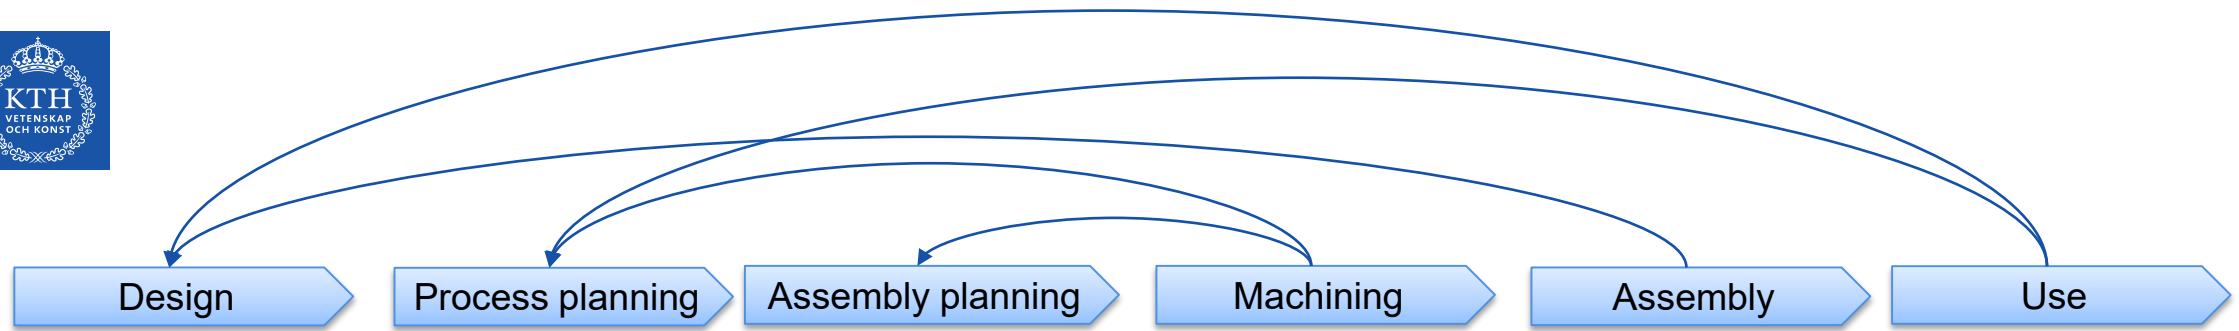 KTH
VETENSKAP
OCH KONST
Design
Process planning
Assembly planning
Machining
Assembly
Use